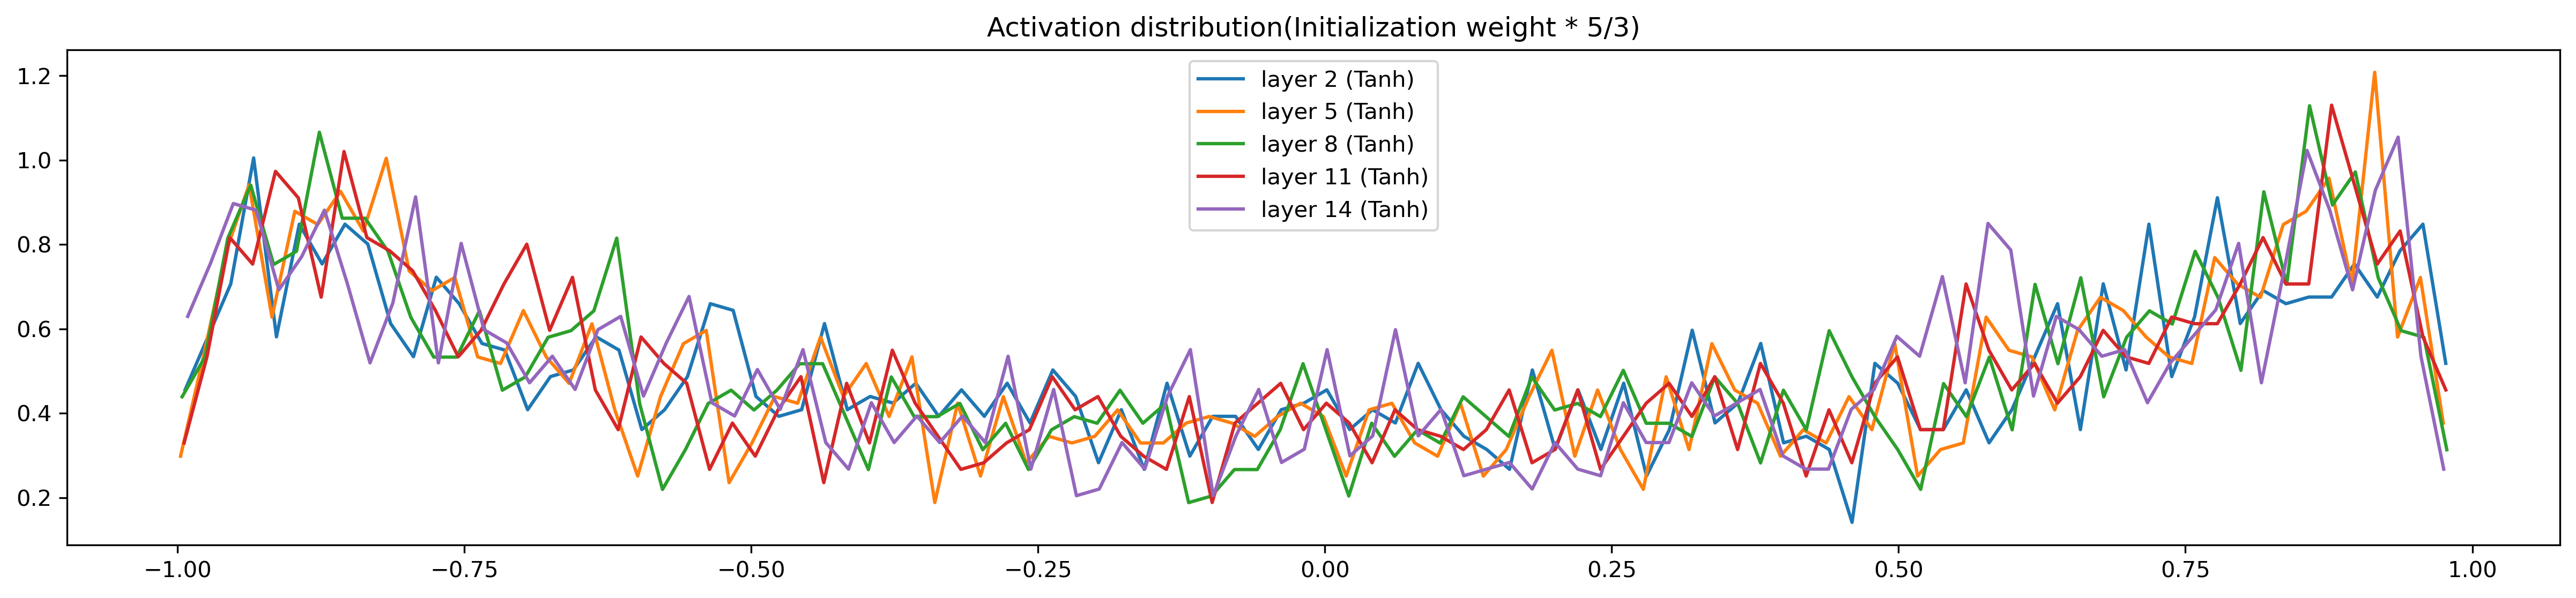 Activation distribution(Initialization weight * 5/3)
1.2
1.0
0.8
0.6
0.4
0.2
layer 2 (Tanh)
layer 5 (Tanh)
layer 8 (Tanh)
layer 11 (Tanh)
layer 14 (Tanh)
−1.00 −0.75 −0.50 −0.25 0.00 0.25 0.50 0.75 1.00